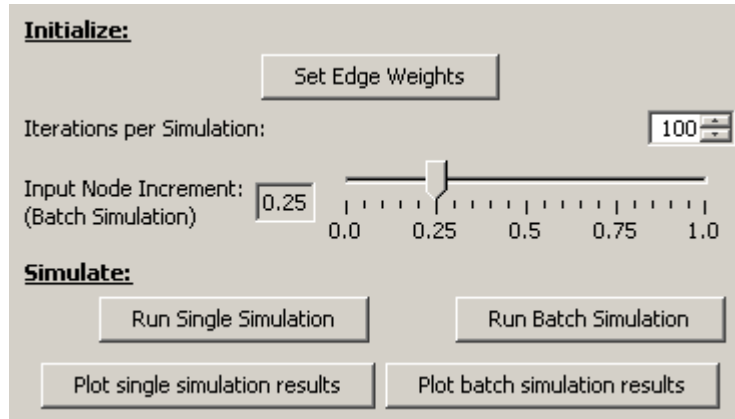 Initialize:
Set Edge Weights
Iterations per Simulation:
100
Input Node Increment:
(Batch Simulation)
0.25
0.0 0.25 0.5 0.75 1.0
Simulate:
Run Single Simulation
Run Batch Simulation
Plot single simulation results
Plot batch simulation results